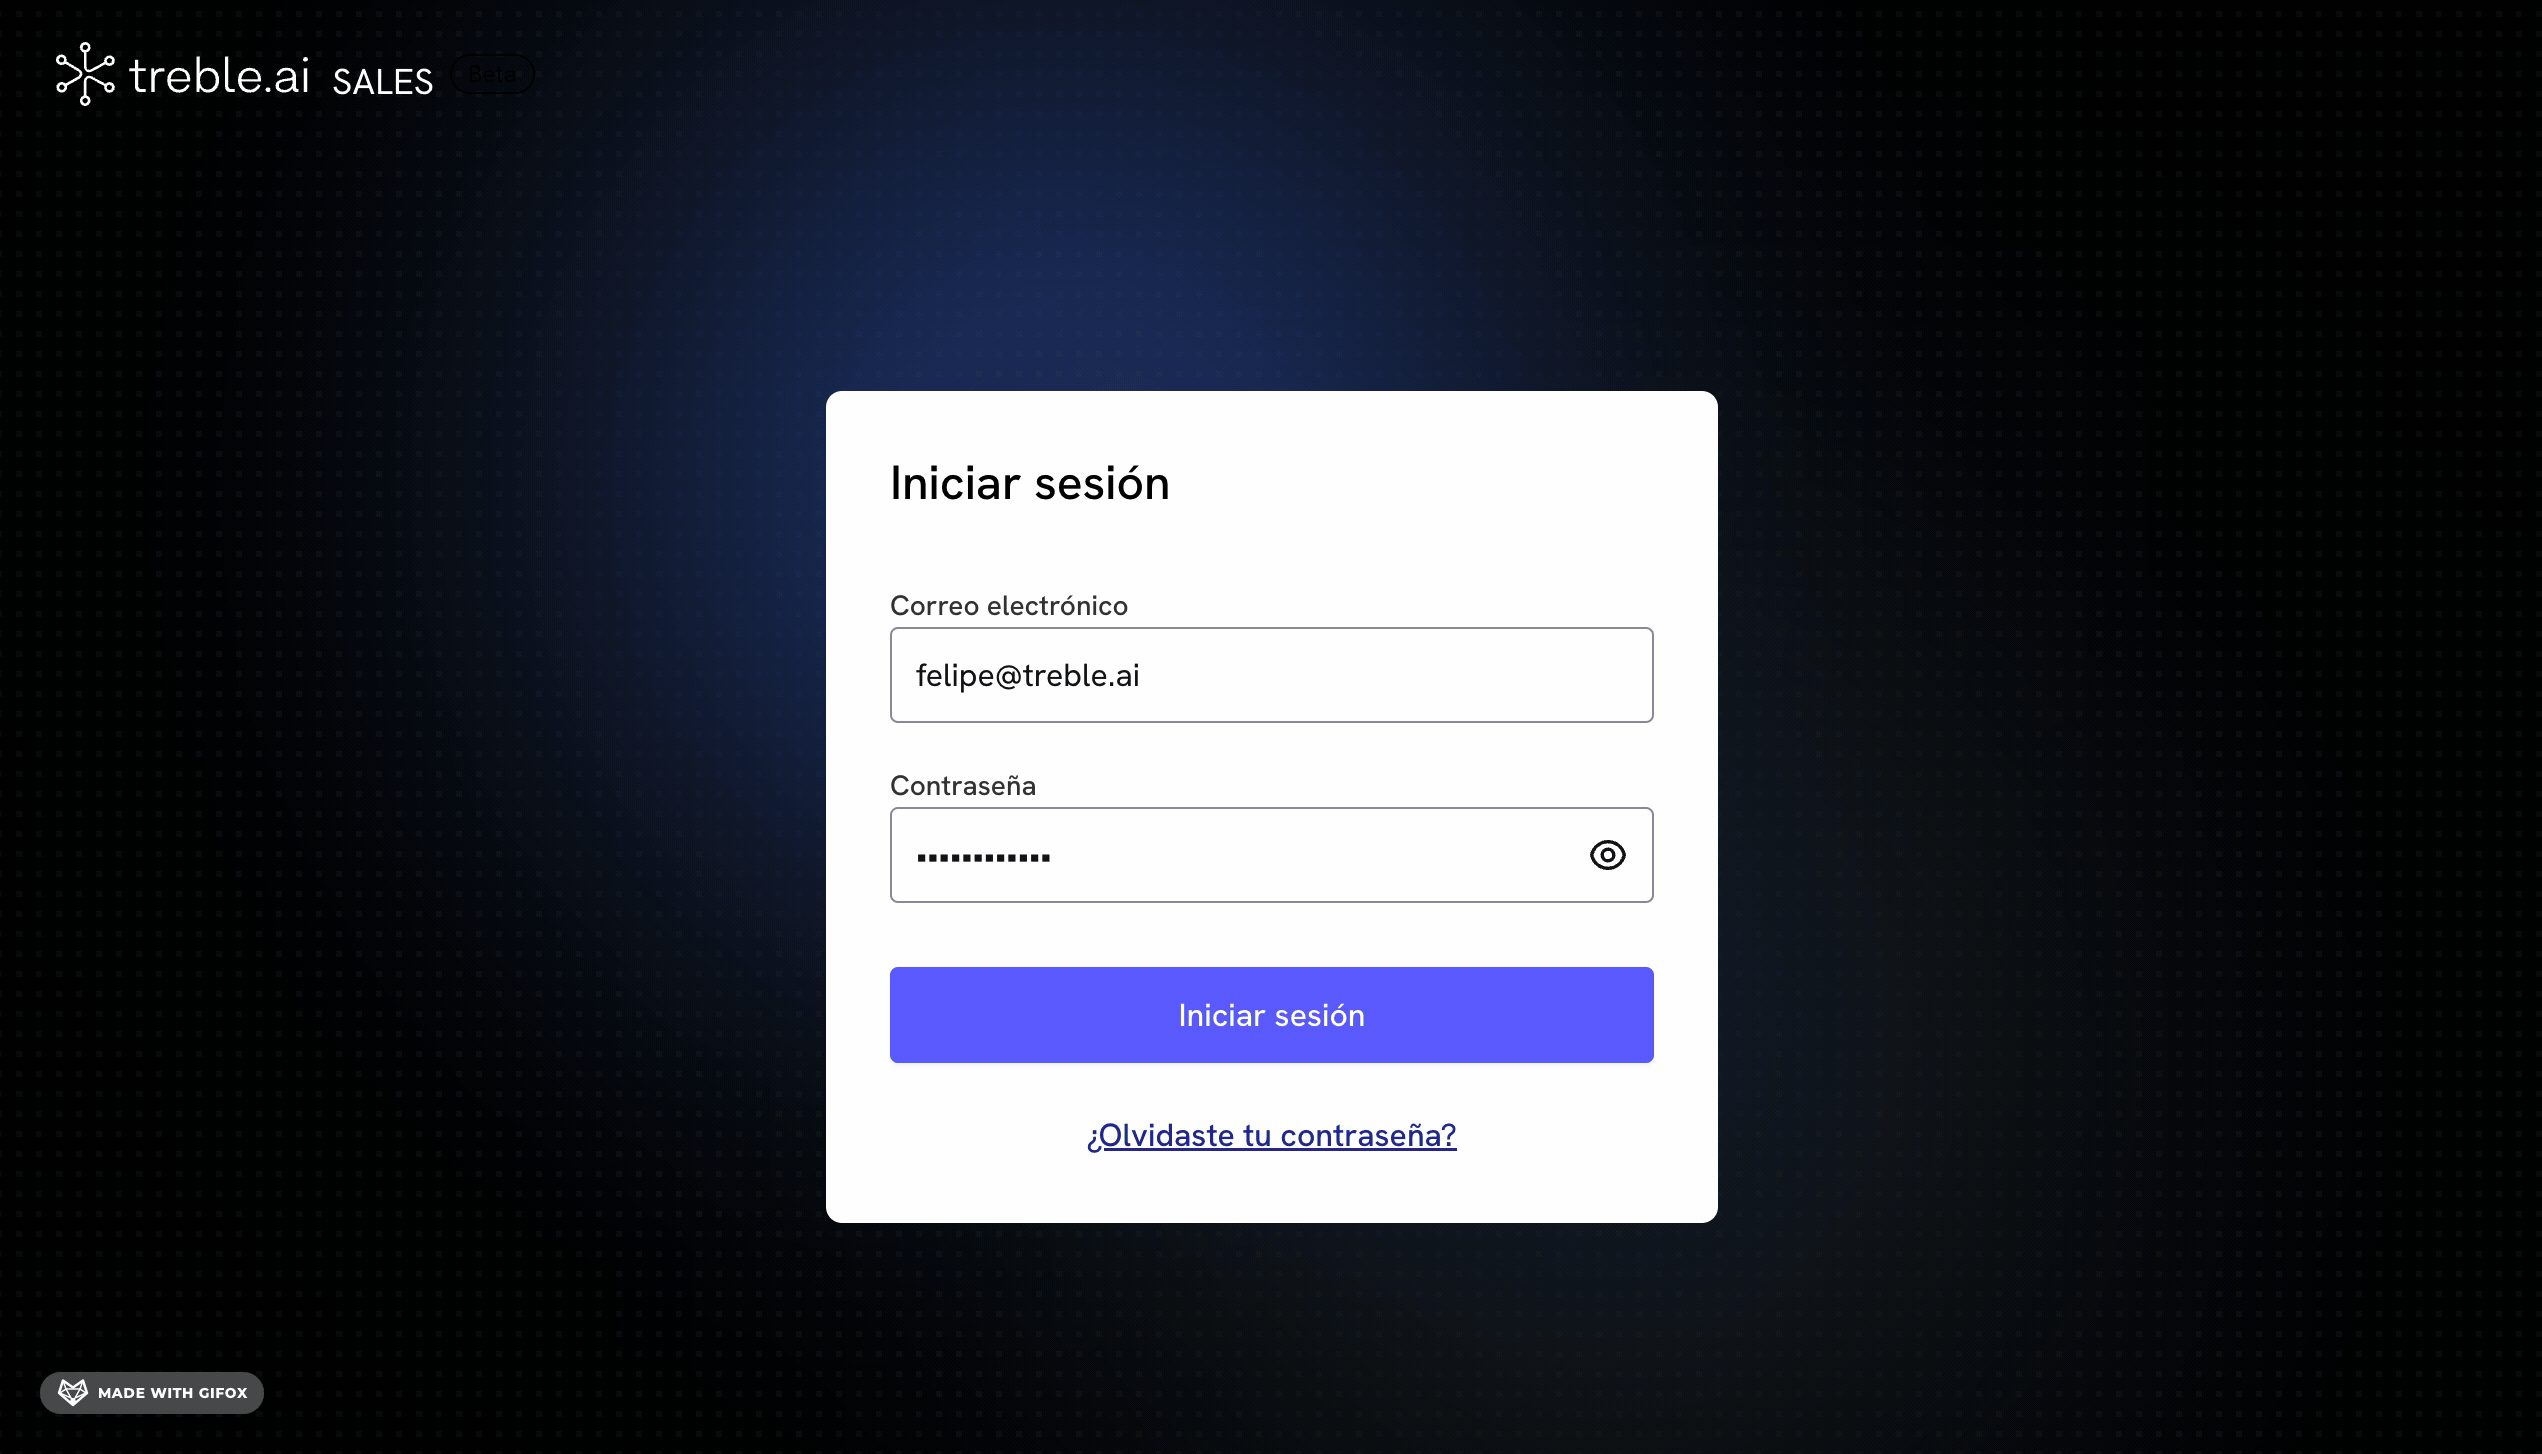 treble.ai SALES Beta
Iniciar sesión
Correo electrónico
felipe@treble.ai
Contraseña
Iniciar sesión
¿Olvidaste tu contraseña?
MADE WITH GIFOX